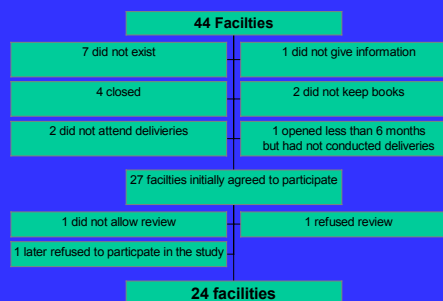 44 Facilties
7 did not exist
1 did not give information
4 closed
2 did not keep books
2 did not attend delivieries
1 opened less than 6 months
but had not conducted deliveries
27 facilties initially agreed to participate
1 did not allow review
1 refused review
1 later refused to particpate in the study
24 facilities